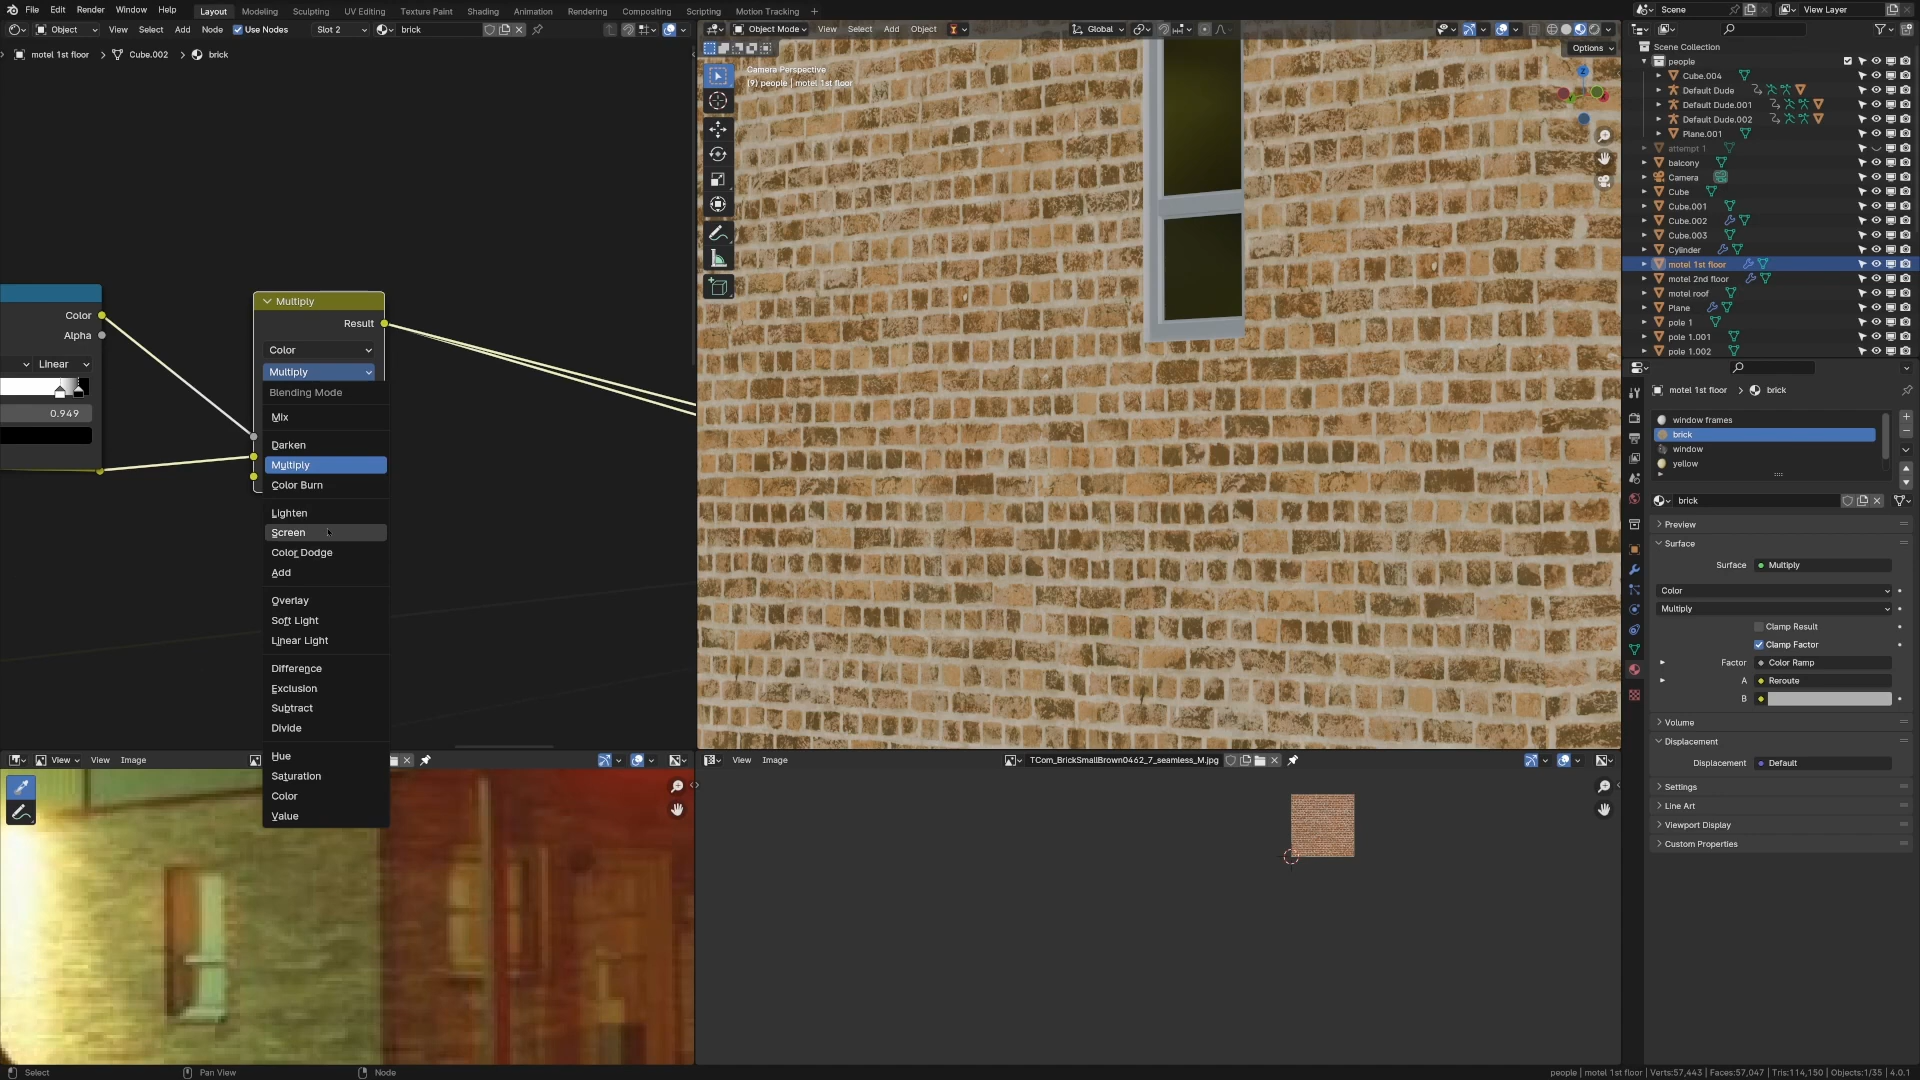 File Edit Render Window Help Layout Modeling Sculpting UV Editing Texture Paint Shading Animation Rendering Compositing Scripting Motion Tracking + Scene View Layer
Object View Select Add Node Use Nodes Slot 2 brick
Object Mode View Select Add Object Global
Options
motel 1st floor > Cube.002 > brick
Camera Perspective
(9) people | motel 1st floor
Color
Alpha
Linear
0.949
Multiply
Result
Color
Multiply
Blending Mode
Mix
Darken
Multiply
Color Burn
Lighten
Screen
Color Dodge
Add
Overlay
Soft Light
Linear Light
Difference
Exclusion
Subtract
Divide
Hue
Saturation
Color
Value
View View Image
View Image TCom_BrickSmallBrown0462_7_seamless_M.jpg
Scene Collection
people
Cube.004
Default Dude
Default Dude.001
Default Dude.002
Plane.001
attempt 1
balcony
Camera
Cube
Cube.001
Cube.002
Cube.003
Cylinder
motel 1st floor
motel 2nd floor
motel roof
Plane
pole 1
pole 1.001
pole 1.002
motel 1st floor > brick
window frames
brick
window
yellow
brick
Preview
Surface
Surface Multiply
Color
Multiply
Clamp Result
Clamp Factor
Factor Color Ramp
A Reroute
B
Volume
Displacement
Displacement Default
Settings
Line Art
Viewport Display
Custom Properties
Select Pan View Node people | motel 1st floor | Verts:57,443 | Faces:57,047 | Tris:114,150 | Objects:1/35 | 4.0.1